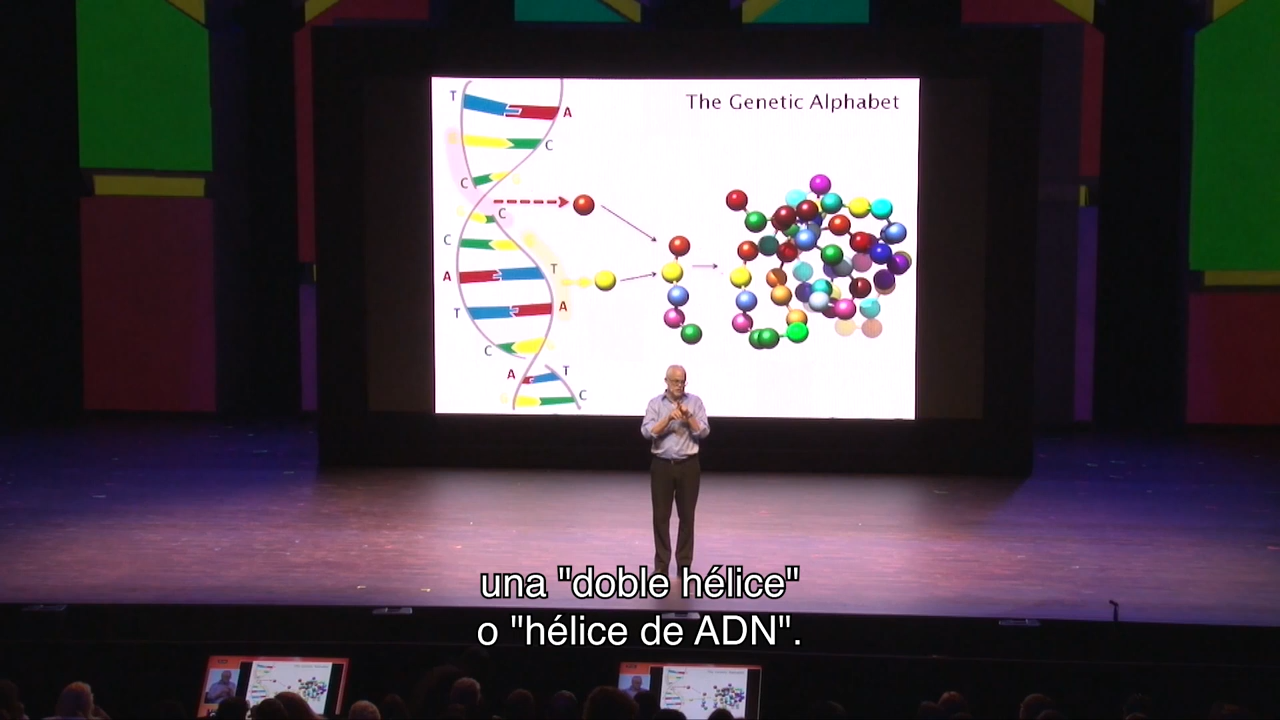 The Genetic Alphabet
T
A
C
C
C
C
T
A
A
T
C
A
T
C
una "doble hélice"
o "hélice de ADN".